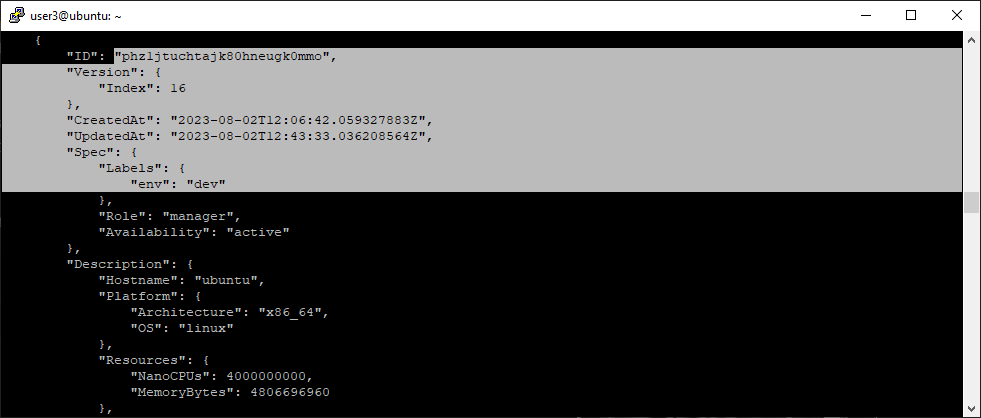 user3@ubuntu: ~
{
"ID": "phzljtuchtajk80hneugk0mmo",
"Version": {
"Index": 16
},
"CreatedAt": "2023-08-02T12:06:42.059327883Z",
"UpdatedAt": "2023-08-02T12:43:33.036208564Z",
"Spec": {
"Labels": {
"env": "dev"
},
"Role": "manager",
"Availability": "active"
},
"Description": {
"Hostname": "ubuntu",
"Platform": {
"Architecture": "x86_64",
"OS": "linux"
},
"Resources": {
"NanoCPUs": 4000000000,
"MemoryBytes": 4806696960
},